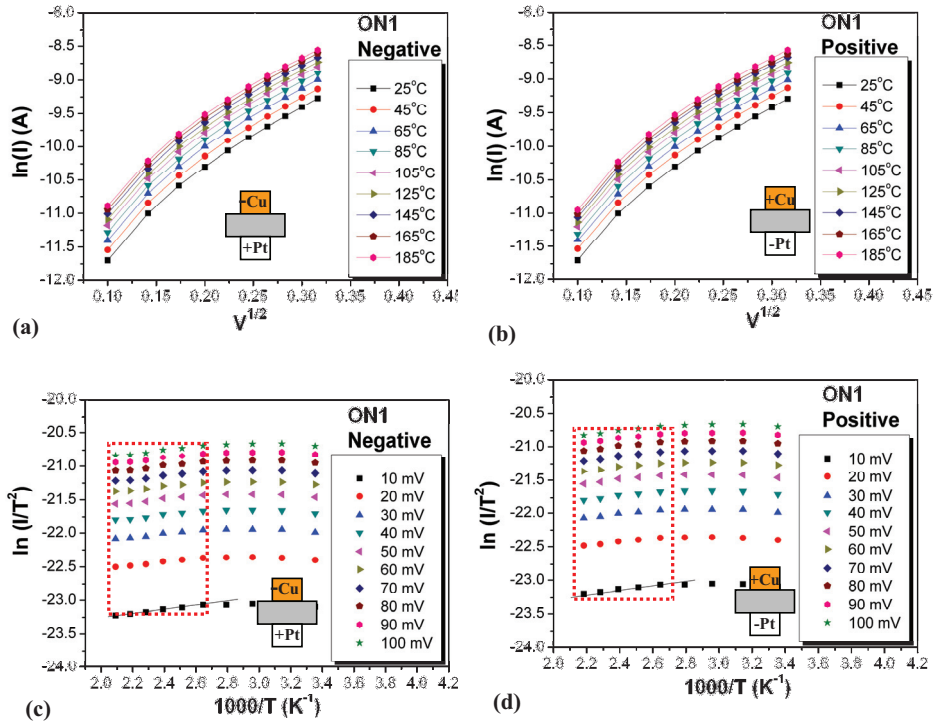 -8.0
-8.5
-9.0
-9.5
-10.0
-10.5
-11.0
-11.5
-12.0
ln(I) (A)
0.10 0.15 0.20 0.25 0.30 0.35 0.40 0.45
V1/2
ON1
Negative
25°C
45°C
65°C
85°C
105°C
125°C
145°C
165°C
185°C
-Cu
+Pt
(a)
-8.0
-8.5
-9.0
-9.5
-10.0
-10.5
-11.0
-11.5
-12.0
ln(I) (A)
0.10 0.15 0.20 0.25 0.30 0.35 0.40 0.45
V1/2
ON1
Positive
25°C
45°C
65°C
85°C
105°C
125°C
145°C
165°C
185°C
+Cu
-Pt
(b)
-20.0
-20.5
-21.0
-21.5
-22.0
-22.5
-23.0
-23.5
-24.0
ln (I/T2)
2.0 2.2 2.4 2.6 2.8 3.0 3.2 3.4 3.6 3.8 4.0 4.2
1000/T (K-1)
ON1
Negative
10 mV
20 mV
30 mV
40 mV
50 mV
60 mV
70 mV
80 mV
90 mV
100 mV
-Cu
+Pt
(c)
-20.0
-20.5
-21.0
-21.5
-22.0
-22.5
-23.0
-23.5
-24.0
ln (I/T2)
2.0 2.2 2.4 2.6 2.8 3.0 3.2 3.4 3.6 3.8 4.0 4.2
1000/T (K-1)
ON1
Positive
10 mV
20 mV
30 mV
40 mV
50 mV
60 mV
70 mV
80 mV
90 mV
100 mV
+Cu
-Pt
(d)